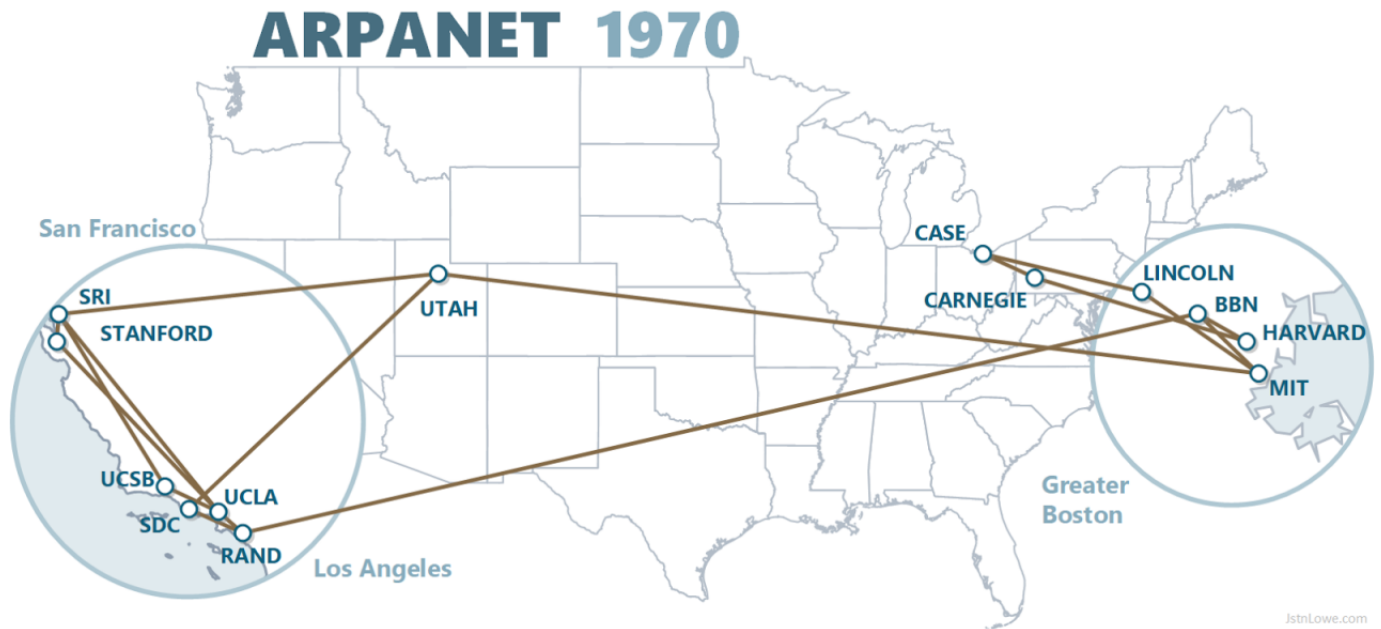 ARPANET 1970
San Francisco
CASE
LINCOLN
SRI
UTAH
CARNEGIE
BBN
STANFORD
HARVARD
MIT
UCSB
UCLA
Greater
Boston
SDC
RAND
Los Angeles
JstnLowe.com